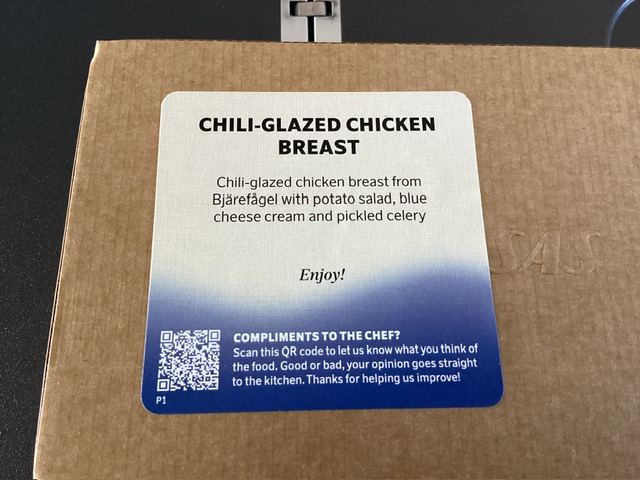 CHILI-GLAZED CHICKEN
BREAST
Chili-glazed chicken breast from
Bjärefågel with potato salad, blue
cheese cream and pickled celery
Enjoy!
SAS
COMPLIMENTS TO THE CHEF?
Scan this QR code to let us know what you think of
the food. Good or bad, your opinion goes straight
to the kitchen. Thanks for helping us improve!
P1